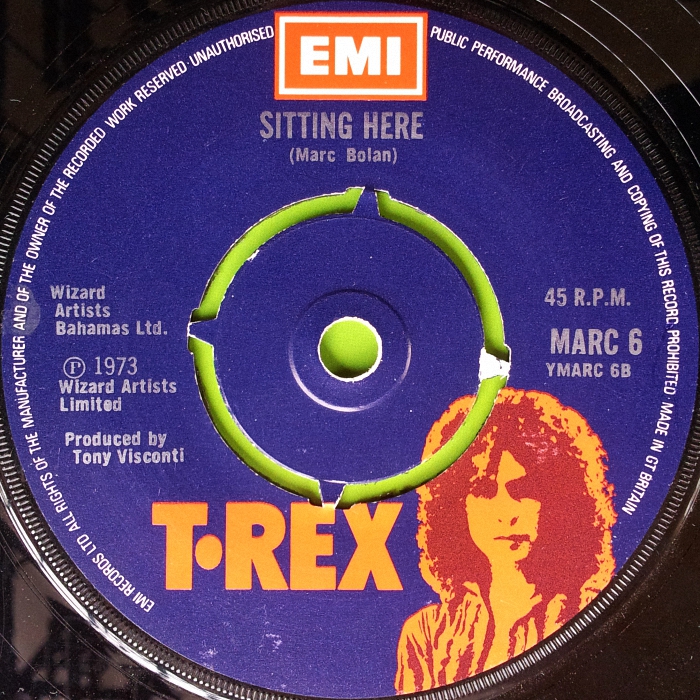 EMI
SITTING HERE
(Marc Bolan)
Wizard
Artists
Bahamas Ltd.
Ⓟ 1973
Wizard Artists
Limited
Produced by
Tony Visconti
45 R.P.M.
MARC 6
YMARC 6B
T·REX
EMI RECORDS LTD ALL RIGHTS OF THE MANUFACTURER AND OF THE OWNER OF THE RECORDED WORK RESERVED·UNAUTHORISED PUBLIC PERFORMANCE BROADCASTING AND COPYING OF THIS RECORD PROHIBITED MADE IN GT BRITAIN